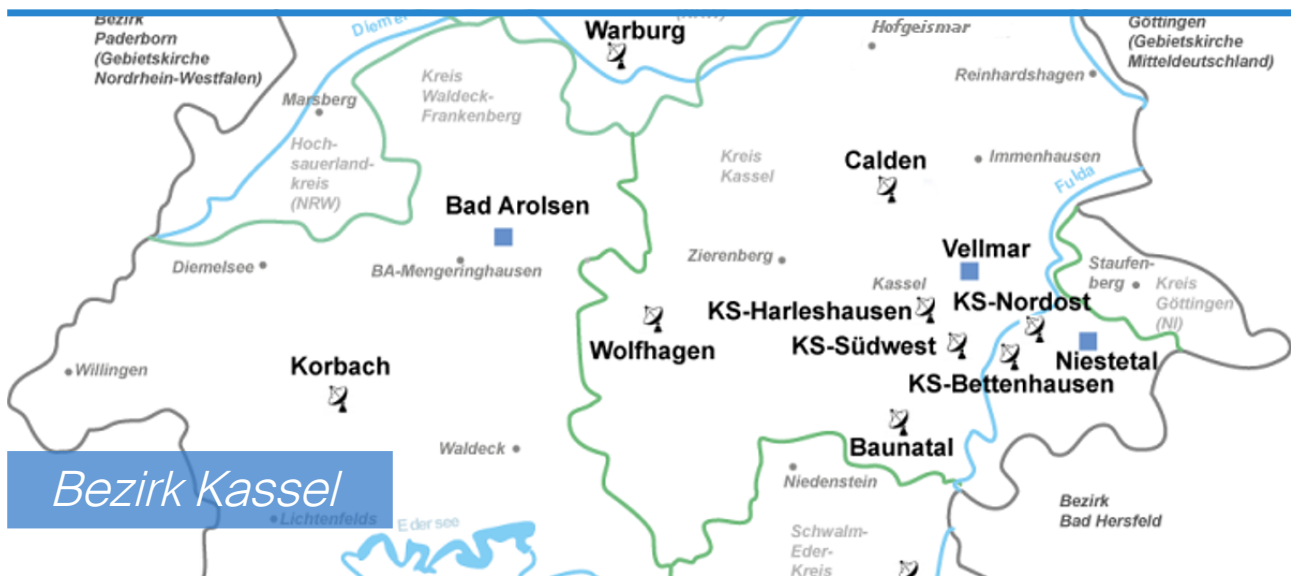 Bezirk
Paderborn
(Gebietskirche
Nordrhein-Westfalen)
Diemel
Warburg
Hofgeismar
Göttingen
(Gebietskirche
Mitteldeutschland)
Reinhardshagen
Kreis
Waldeck-
Frankenberg
Marsberg
Hoch-
sauerland-
kreis
(NRW)
Kreis
Kassel
Calden
Immenhausen
Fulda
Bad Arolsen
Vellmar
Diemelsee
BA-Mengeringhausen
Zierenberg
Staufen-
berg
Kreis
Göttingen
(NI)
Kassel
KS-Nordost
KS-Harleshausen
KS-Südwest
Wolfhagen
Niestetal
Willingen
Korbach
KS-Bettenhausen
Baunatal
Waldeck
Niedenstein
Bezirk Kassel
Bezirk
Bad Hersfeld
Lichtenfels
Edersee
Schwalm-
Eder-
Kreis